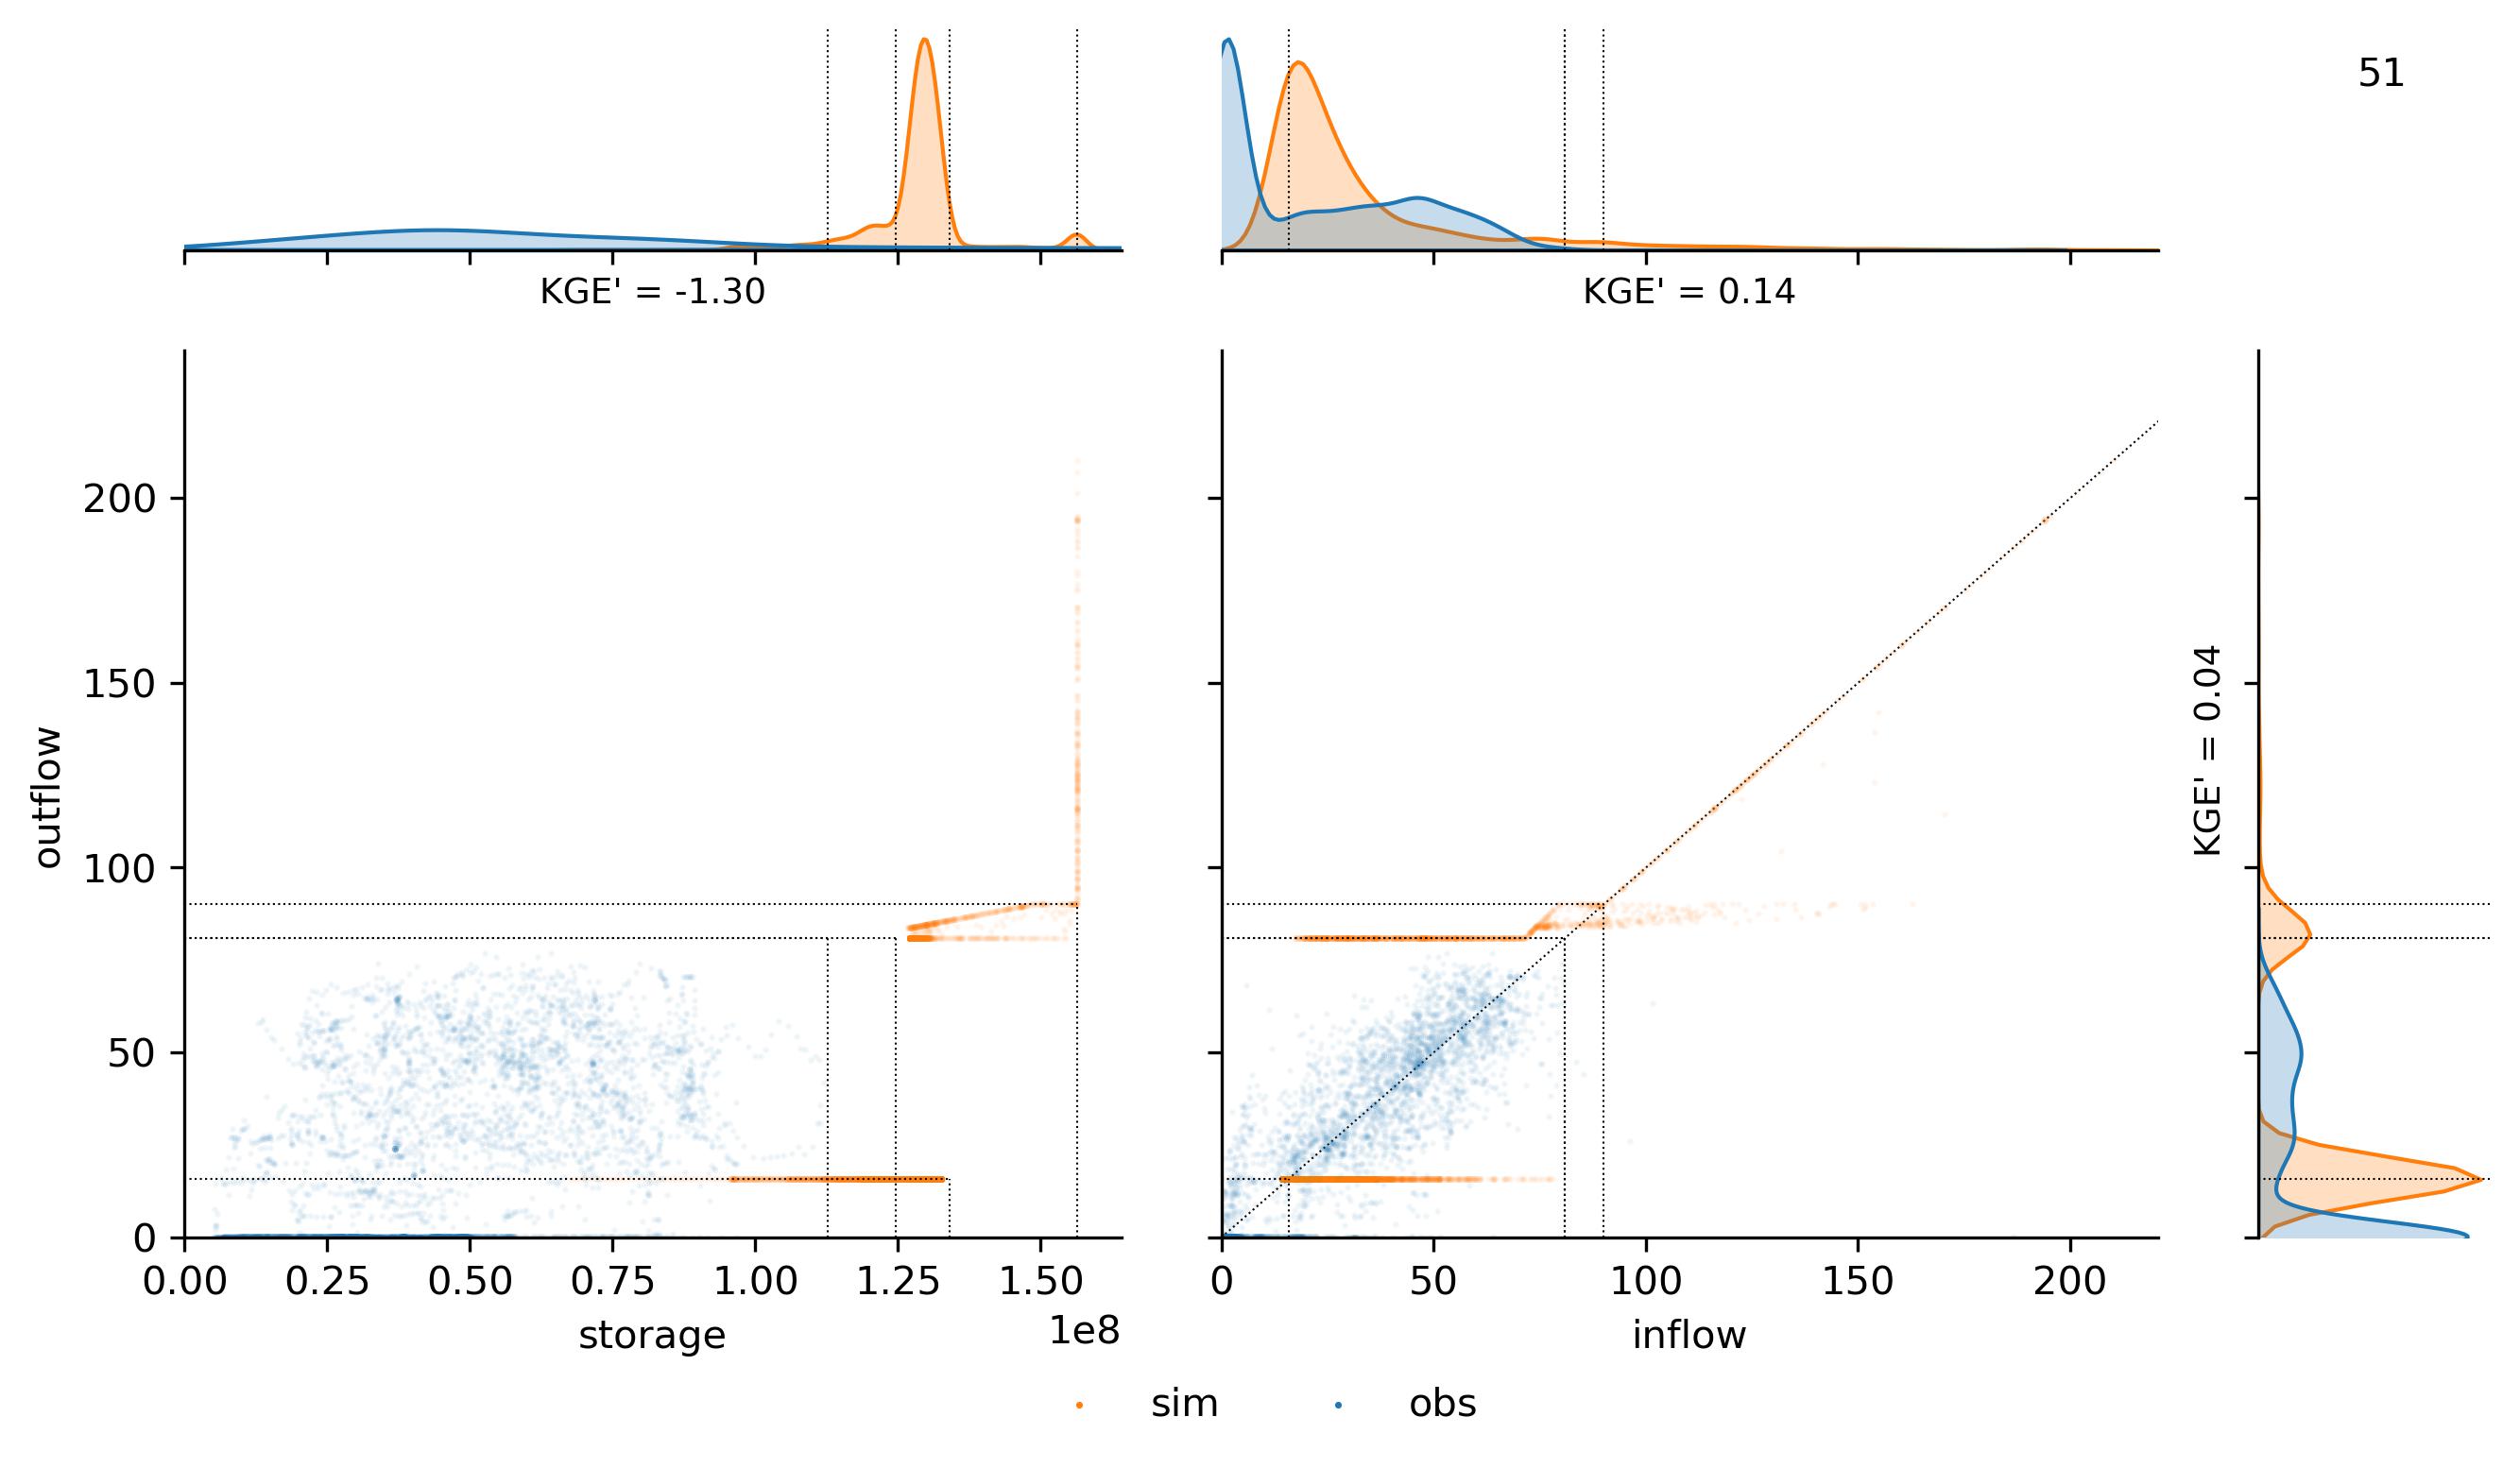 51
KGE' = -1.30
KGE' = 0.14
outflow
200
150
100
50
0
KGE' = 0.04
0.00 0.25 0.50 0.75 1.00 1.25 1.50
1e8
storage
0 50 100 150 200
inflow
sim obs